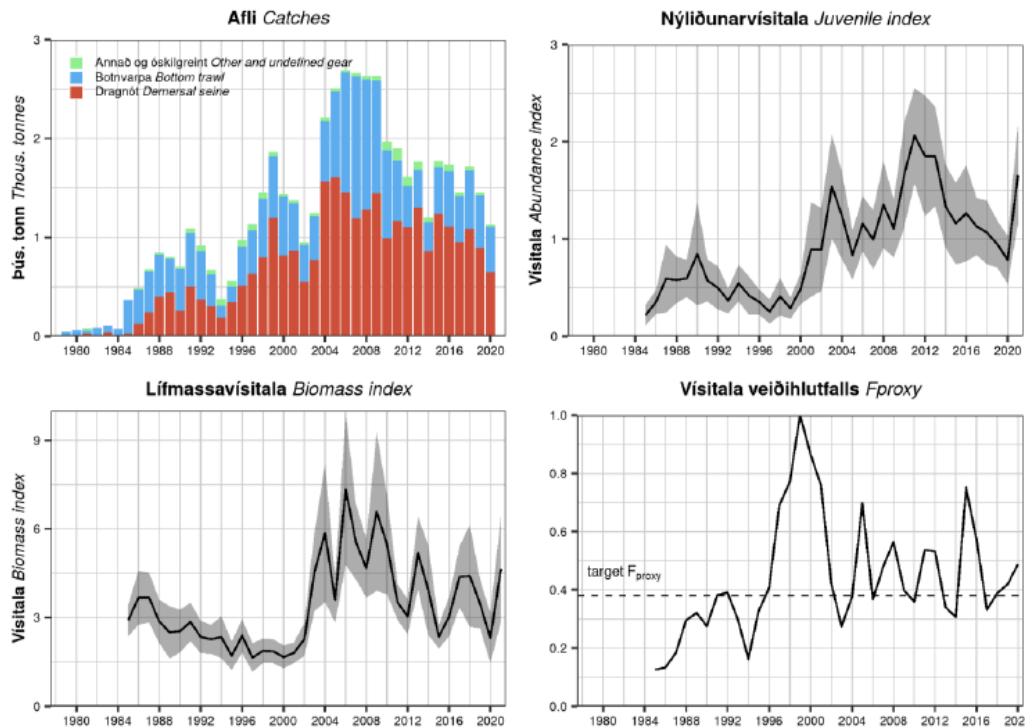 Afli Catches
Þús. tonn Thous. tonnes
3
2
1
0
Annað og óskilgreint Other and undefined gear
Botnvarpa Bottom trawl
Dragnót Demersal seine
1980 1984 1988 1992 1996 2000 2004 2008 2012 2016 2020
Nýliðunarvísitala Juvenile index
Vísitala Abundance index
3
2
1
0
1980 1984 1988 1992 1996 2000 2004 2008 2012 2016 2020
Lífmassavísitala Biomass index
Vísitala Biomass index
9
6
3
0
1980 1984 1988 1992 1996 2000 2004 2008 2012 2016 2020
Vísitala veiðihlutfalls Fproxy
1.0
0.8
0.6
0.4
0.2
0.0
target Fproxy
1980 1984 1988 1992 1996 2000 2004 2008 2012 2016 202